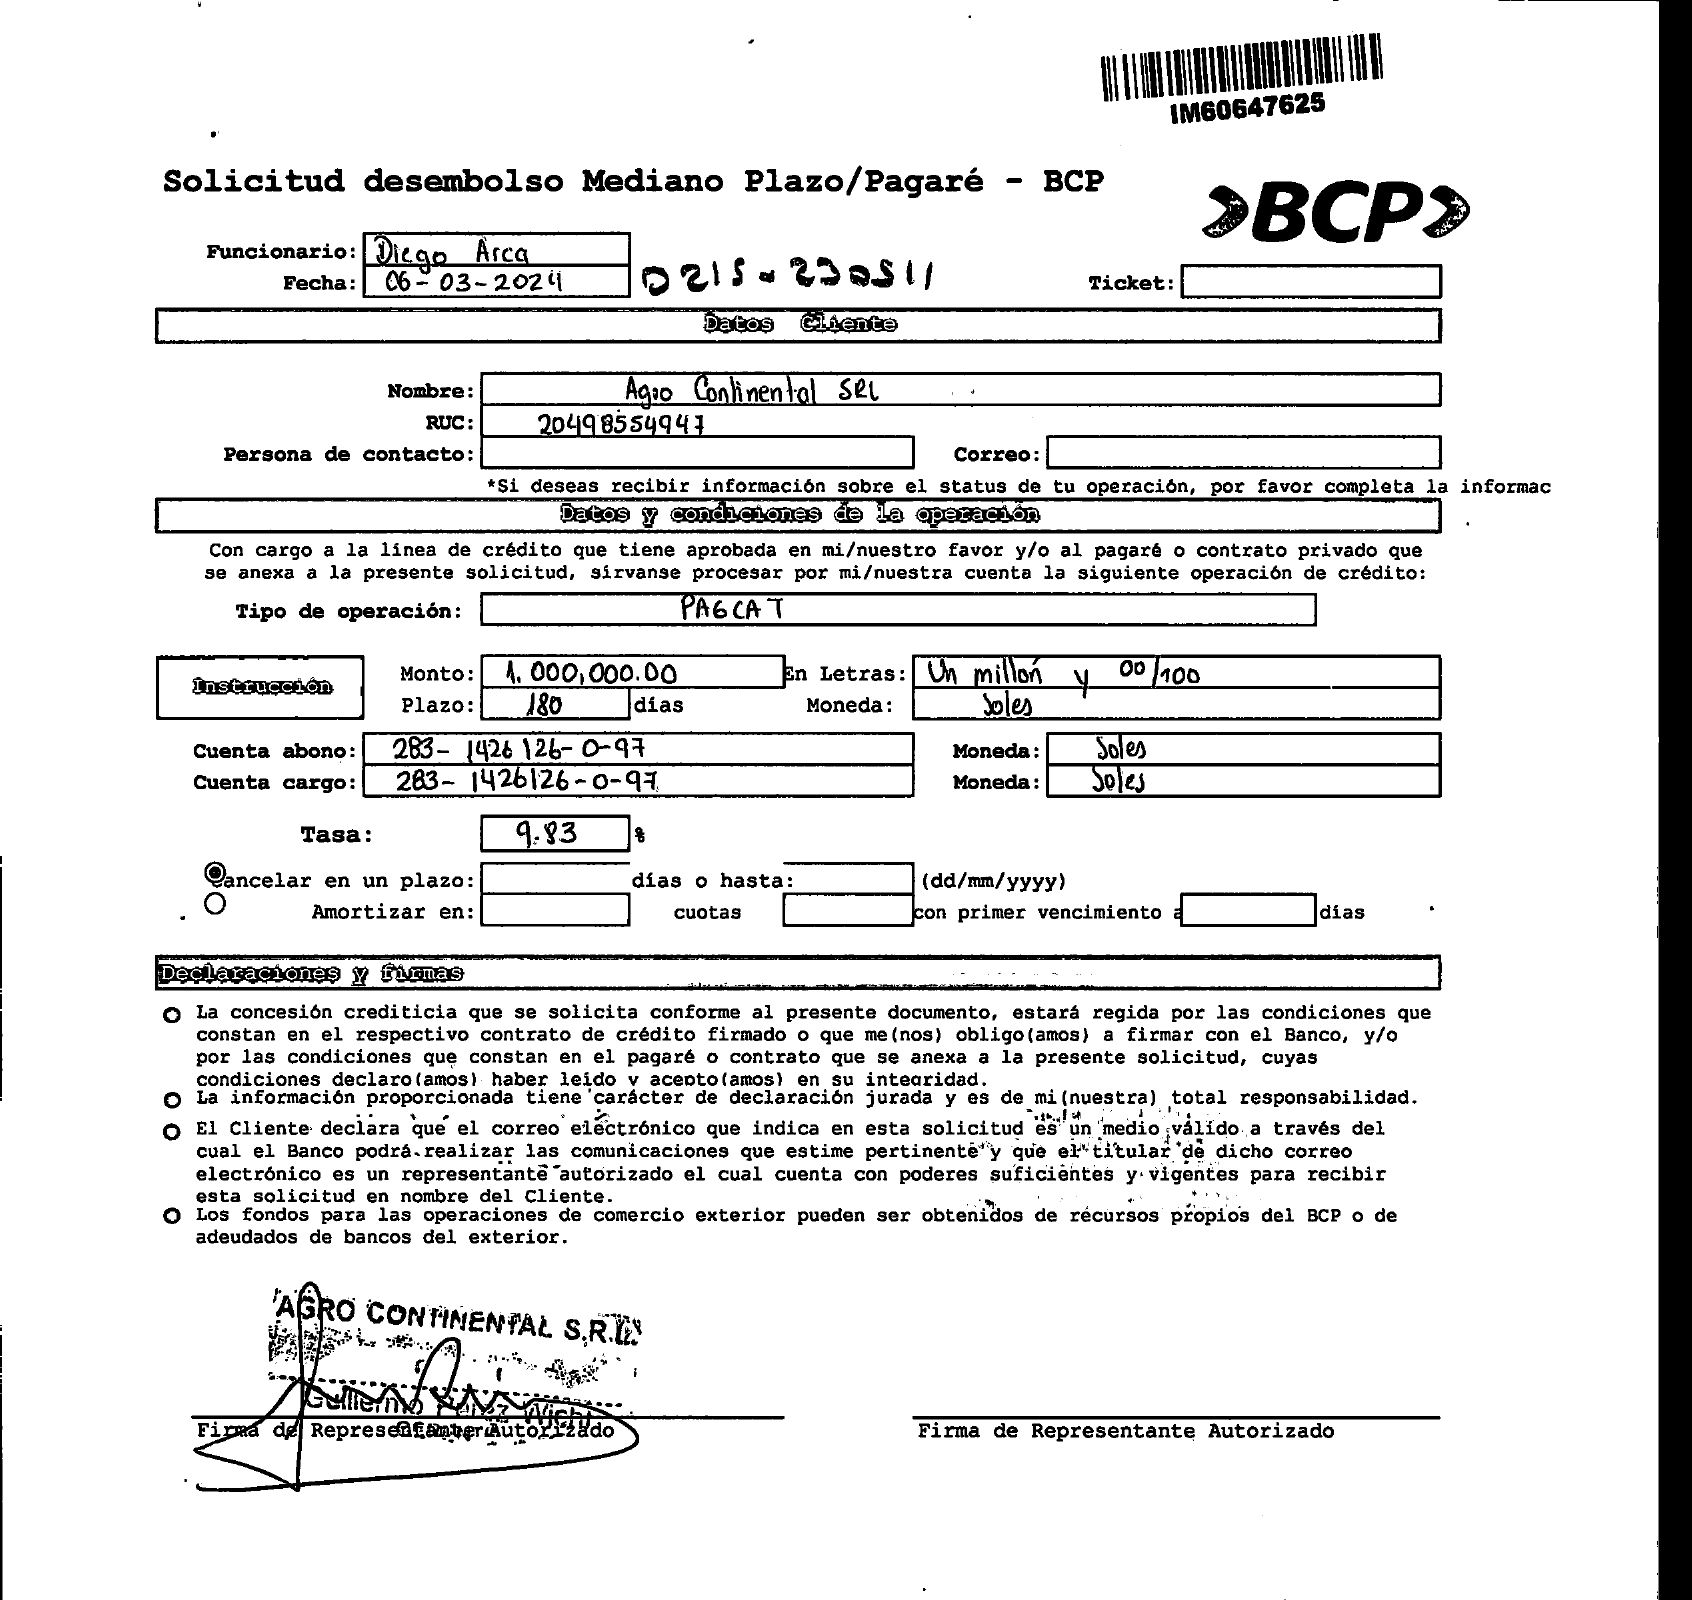 IM60647625
Solicitud desembolso Mediano Plazo/Pagaré - BCP
BCP
Funcionario: Diego Arca
Fecha: 06-03-2024
0215-230511
Ticket:
Datos Cliente
Nombre: Agro Continental SRL
RUC: 20498554947
Persona de contacto: Correo:
*Si deseas recibir información sobre el status de tu operación, por favor completa la informac
Datos y condiciones de la operación
Con cargo a la línea de crédito que tiene aprobada en mi/nuestro favor y/o al pagaré o contrato privado que
se anexa a la presente solicitud, sírvanse procesar por mi/nuestra cuenta la siguiente operación de crédito:
Tipo de operación: PAGCAT
Instrucción
Monto: 1,000,000.00 En Letras: Un millón y 00/100
Plazo: 180 días Moneda: Soles
Cuenta abono: 283-1426126-0-97 Moneda: Soles
Cuenta cargo: 283-1426126-0-97 Moneda: Soles
Tasa: 9.83 %
Cancelar en un plazo: días o hasta: (dd/mm/yyyy)
Amortizar en: cuotas con primer vencimiento a días
Declaraciones y firmas
La concesión crediticia que se solicita conforme al presente documento, estará regida por las condiciones que
constan en el respectivo contrato de crédito firmado o que me(nos) obligo(amos) a firmar con el Banco, y/o
por las condiciones que constan en el pagaré o contrato que se anexa a la presente solicitud, cuyas
condiciones declaro(amos) haber leído y acepto(amos) en su integridad.
La información proporcionada tiene carácter de declaración jurada y es de mi(nuestra) total responsabilidad.
El Cliente declara que el correo electrónico que indica en esta solicitud es un medio válido a través del
cual el Banco podrá realizar las comunicaciones que estime pertinente y que el titular de dicho correo
electrónico es un representante autorizado el cual cuenta con poderes suficientes y vigentes para recibir
esta solicitud en nombre del Cliente.
Los fondos para las operaciones de comercio exterior pueden ser obtenidos de recursos propios del BCP o de
adeudados de bancos del exterior.
AGRO CONTINENTAL S.R.L.
Guillermo Pérez Wichi
Firma de Representante Autorizado
Firma de Representante Autorizado